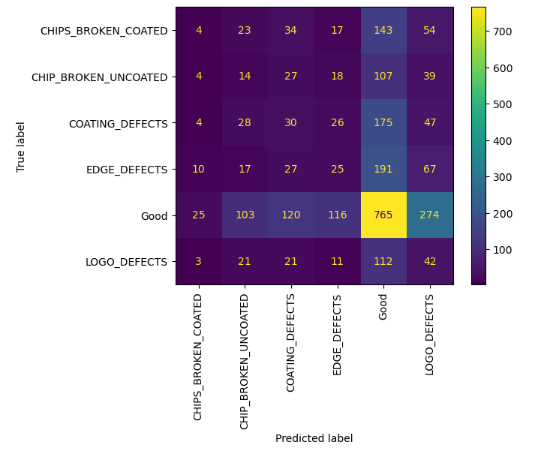 CHIPS_BROKEN_COATED 4 23 34 17 143 54
CHIP_BROKEN_UNCOATED 4 14 27 18 107 39
COATING_DEFECTS 4 28 30 26 175 47
EDGE_DEFECTS 10 17 27 25 191 67
Good 25 103 120 116 765 274
LOGO_DEFECTS 3 21 21 11 112 42
True label
CHIPS_BROKEN_COATED
CHIP_BROKEN_UNCOATED
COATING_DEFECTS
EDGE_DEFECTS
Good
LOGO_DEFECTS
Predicted label
700
600
500
400
300
200
100